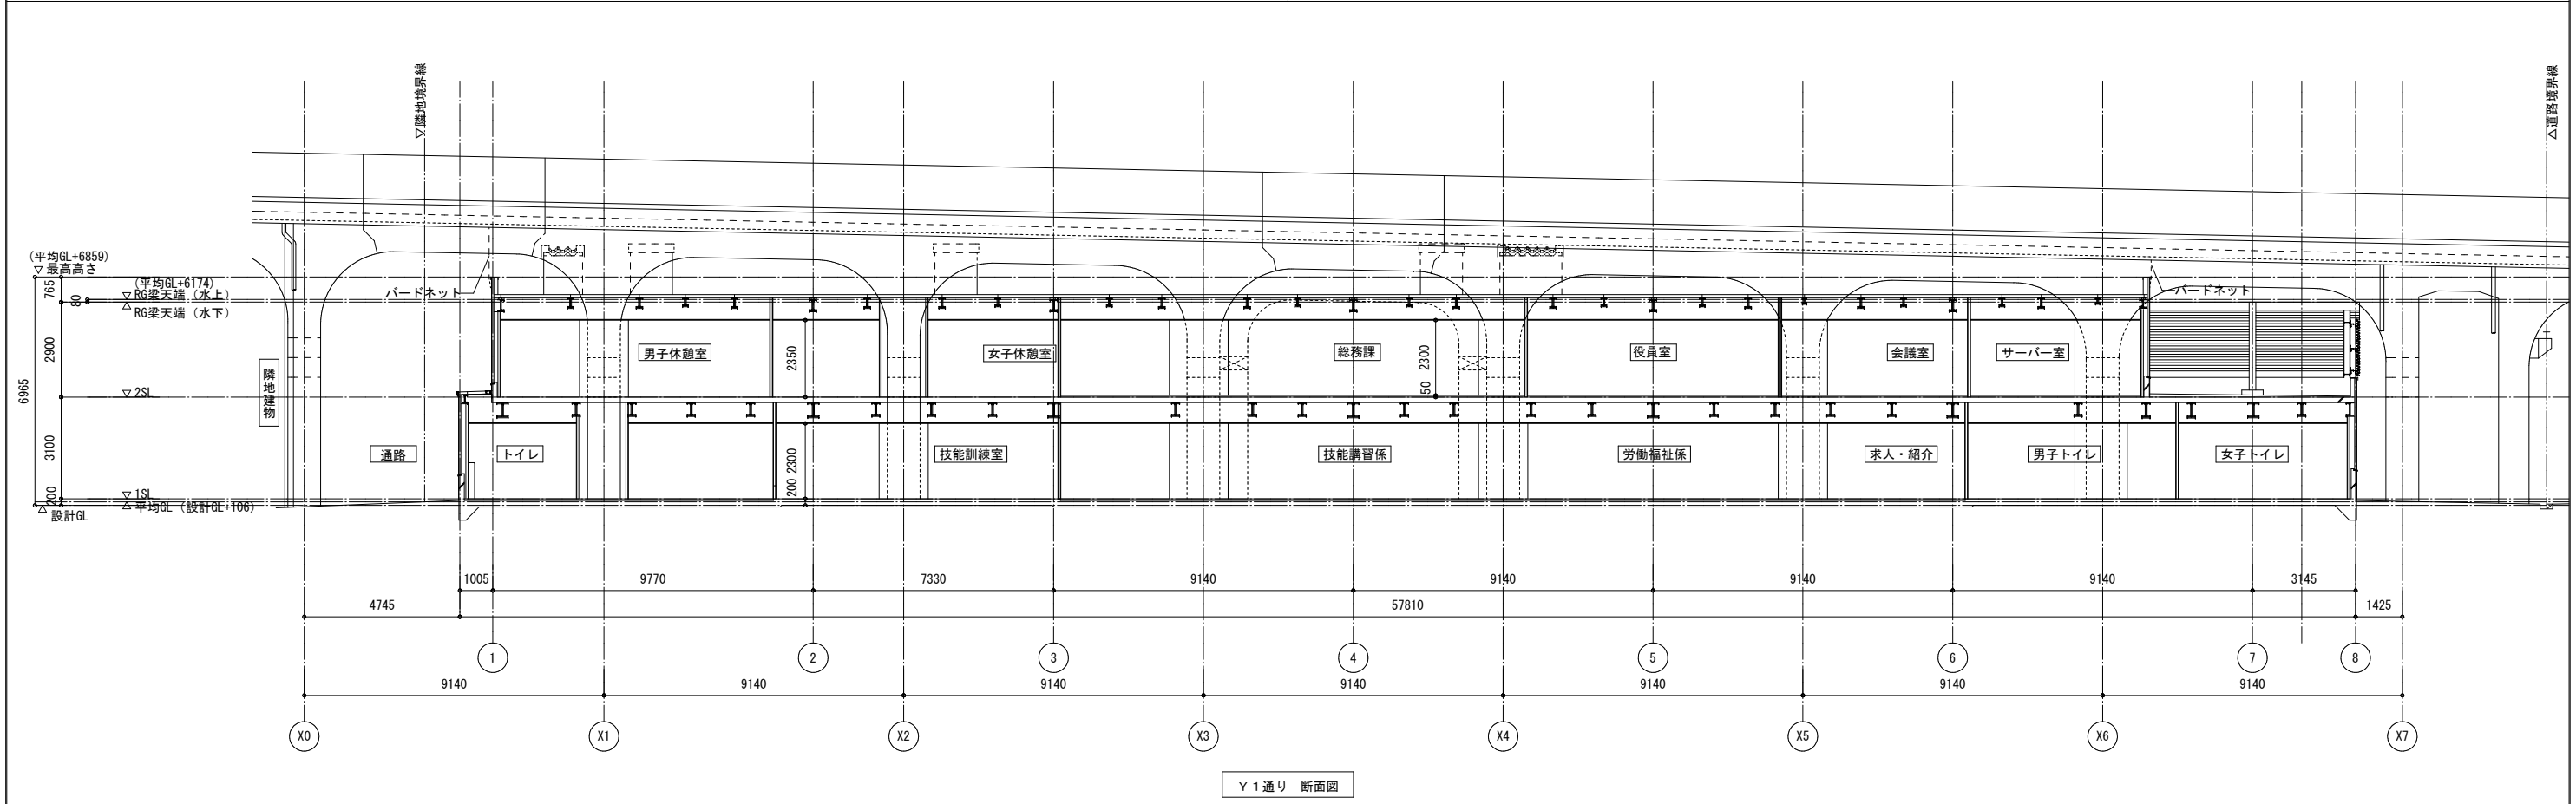 ▽隣地境界線
△道路境界線
(平均GL+6859)
▽最高高さ
(平均GL+6174)
▽RG梁天端（水上）
△RG梁天端（水下）
バードネット
バードネット
765
80
2900
6965
3100
200
▽2SL
▽1SL
△平均GL（設計GL+106）
△設計GL
隣地建物
男子休憩室
2350
女子休憩室
総務課
2300
50
役員室
会議室
サーバー室
通路
トイレ
2300
200
技能訓練室
技能講習係
労働福祉係
求人・紹介
男子トイレ
女子トイレ
1005
9770
7330
9140
9140
9140
9140
3145
4745
57810
1425
1
2
3
4
5
6
7
8
9140
9140
9140
9140
9140
9140
9140
X0
X1
X2
X3
X4
X5
X6
X7
Y1通り　断面図